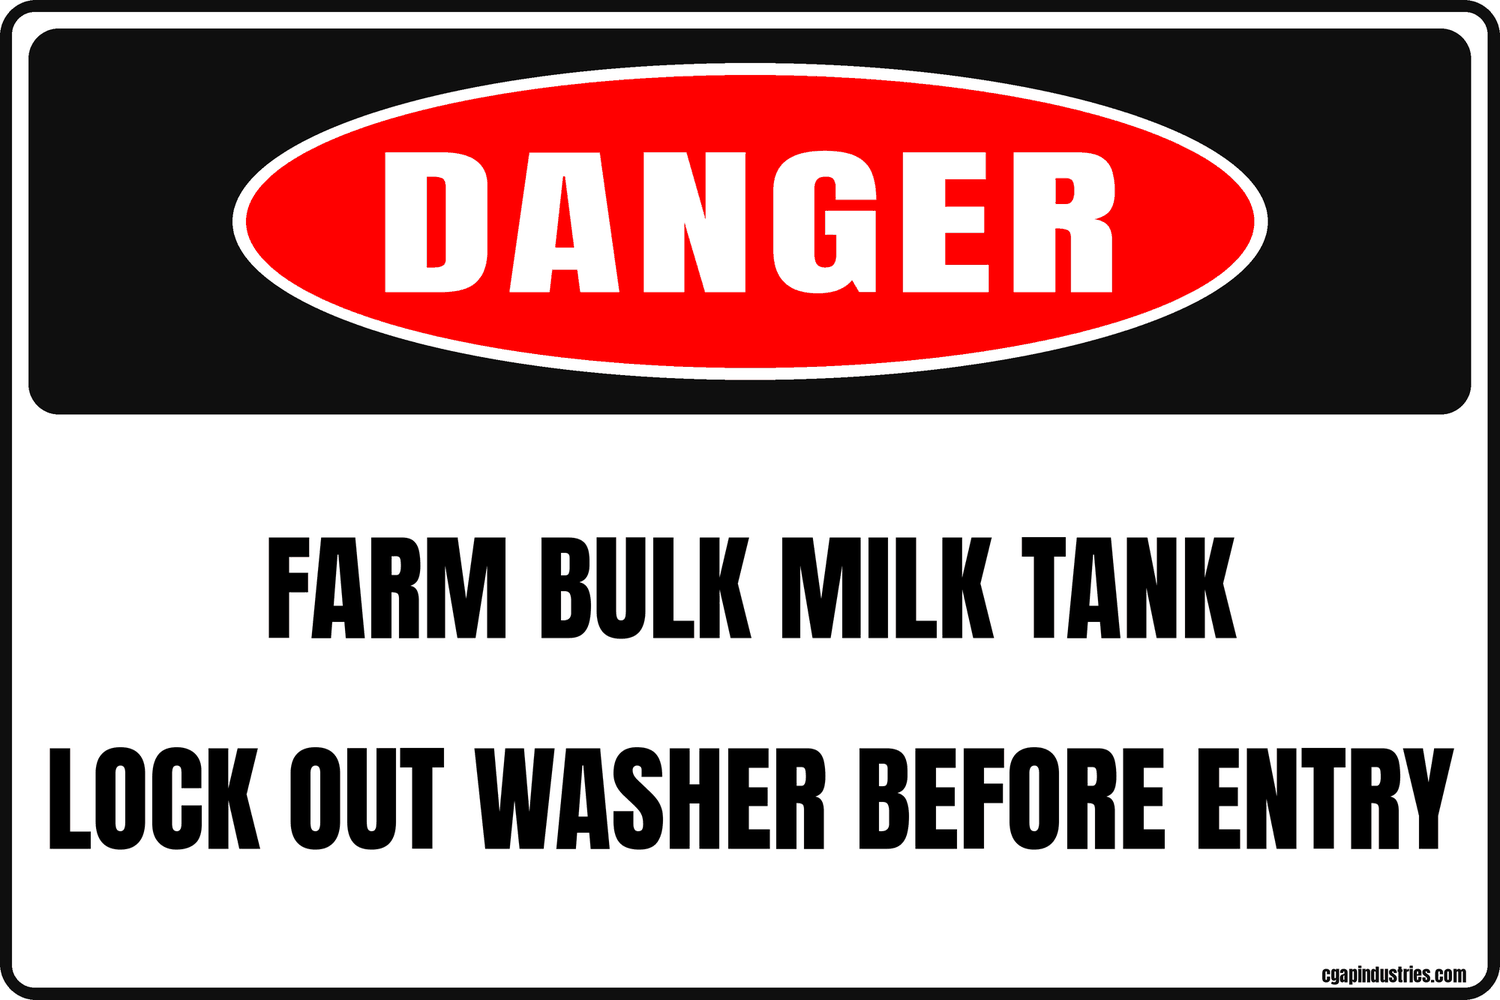 DANGER
FARM BULK MILK TANK
LOCK OUT WASHER BEFORE ENTRY
cgapindustries.com